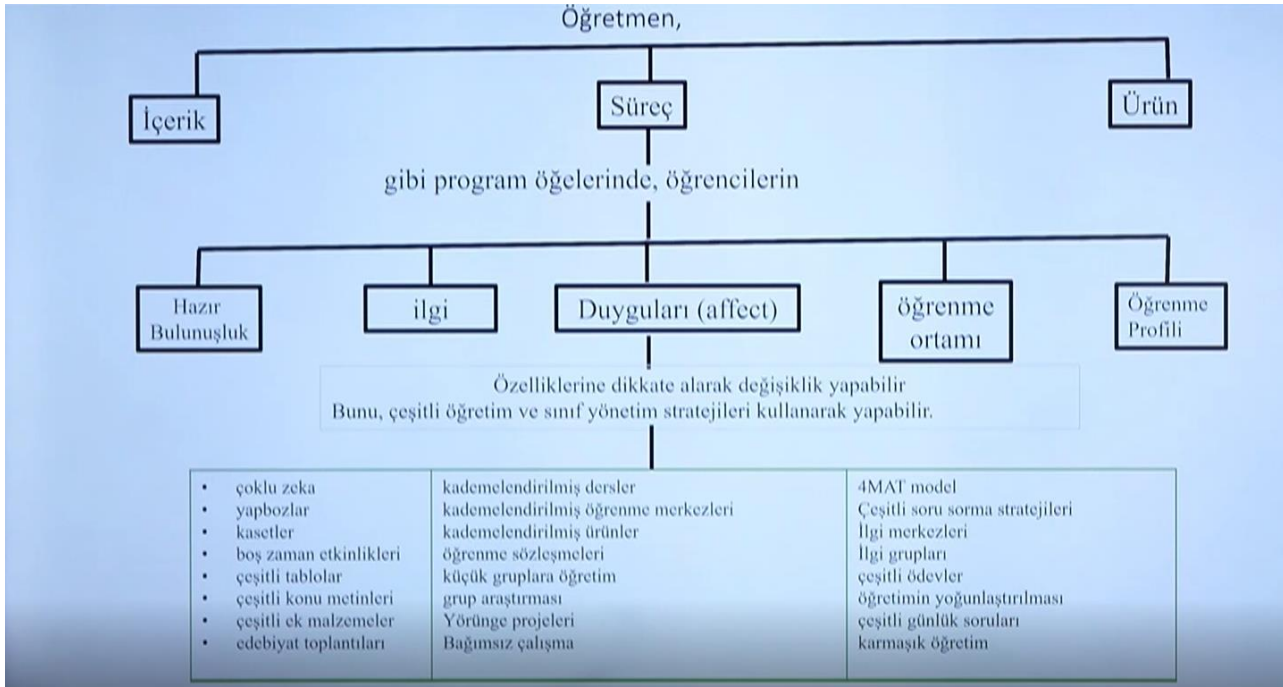 Öğretmen,
İçerik
Süreç
Ürün
gibi program öğelerinde, öğrencilerin
Hazır
Bulunuşluk
ilgi
Duyguları (affect)
öğrenme
ortamı
Öğrenme
Profili
Özelliklerine dikkate alarak değişiklik yapabilir
Bunu, çeşitli öğretim ve sınıf yönetim stratejileri kullanarak yapabilir.
• çoklu zeka
• yapbozlar
• kasetler
• boş zaman etkinlikleri
• çeşitli tablolar
• çeşitli konu metinleri
• çeşitli ek malzemeler
• edebiyat toplantıları
kademelendirilmiş dersler
kademelendirilmiş öğrenme merkezleri
kademelendirilmiş ürünler
öğrenme sözleşmeleri
küçük gruplara öğretim
grup araştırması
Yörünge projeleri
Bağımsız çalışma
4MAT model
Çeşitli soru sorma stratejileri
İlgi merkezleri
İlgi grupları
çeşitli ödevler
öğretimin yoğunlaştırılması
çeşitli günlük soruları
karmaşık öğretim